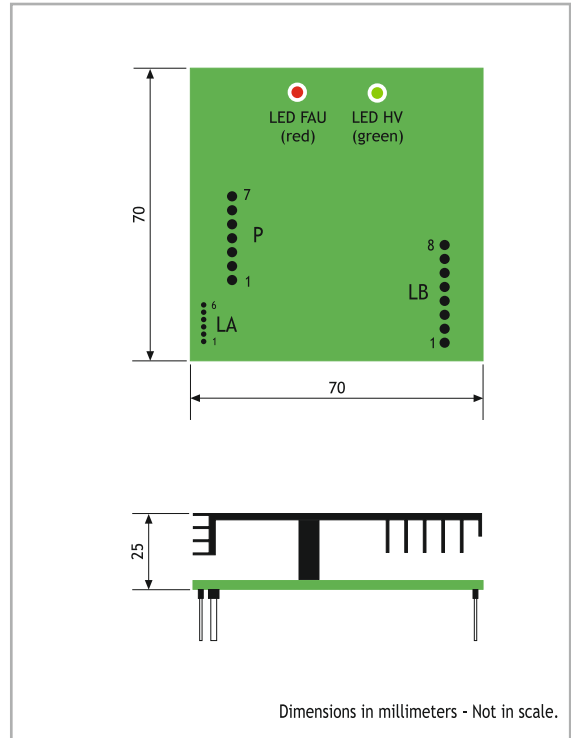 LED FAU
(red)
LED HV
(green)
70
7
P
8
1
LB
6
LA
1
1
70
25
Dimensions in millimeters - Not in scale.